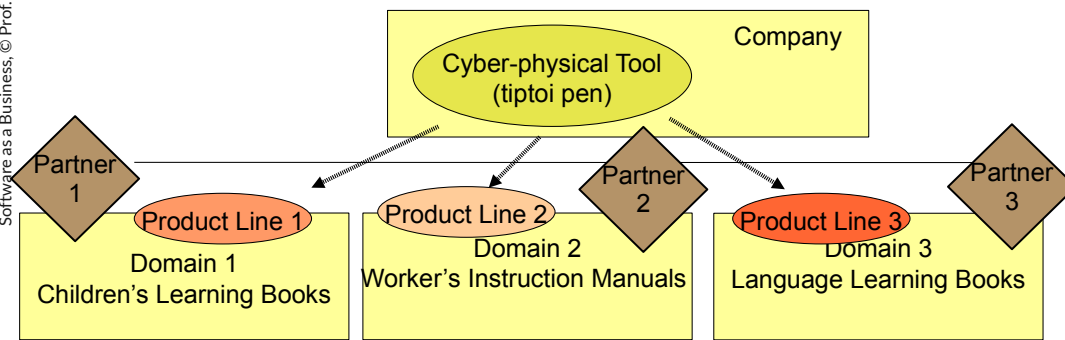 Software as a Business, © Prof.
Company
Cyber-physical Tool
(tiptoi pen)
Partner
1
Partner
2
Partner
3
Product Line 1
Product Line 2
Product Line 3
Domain 1
Children's Learning Books
Domain 2
Worker's Instruction Manuals
Domain 3
Language Learning Books